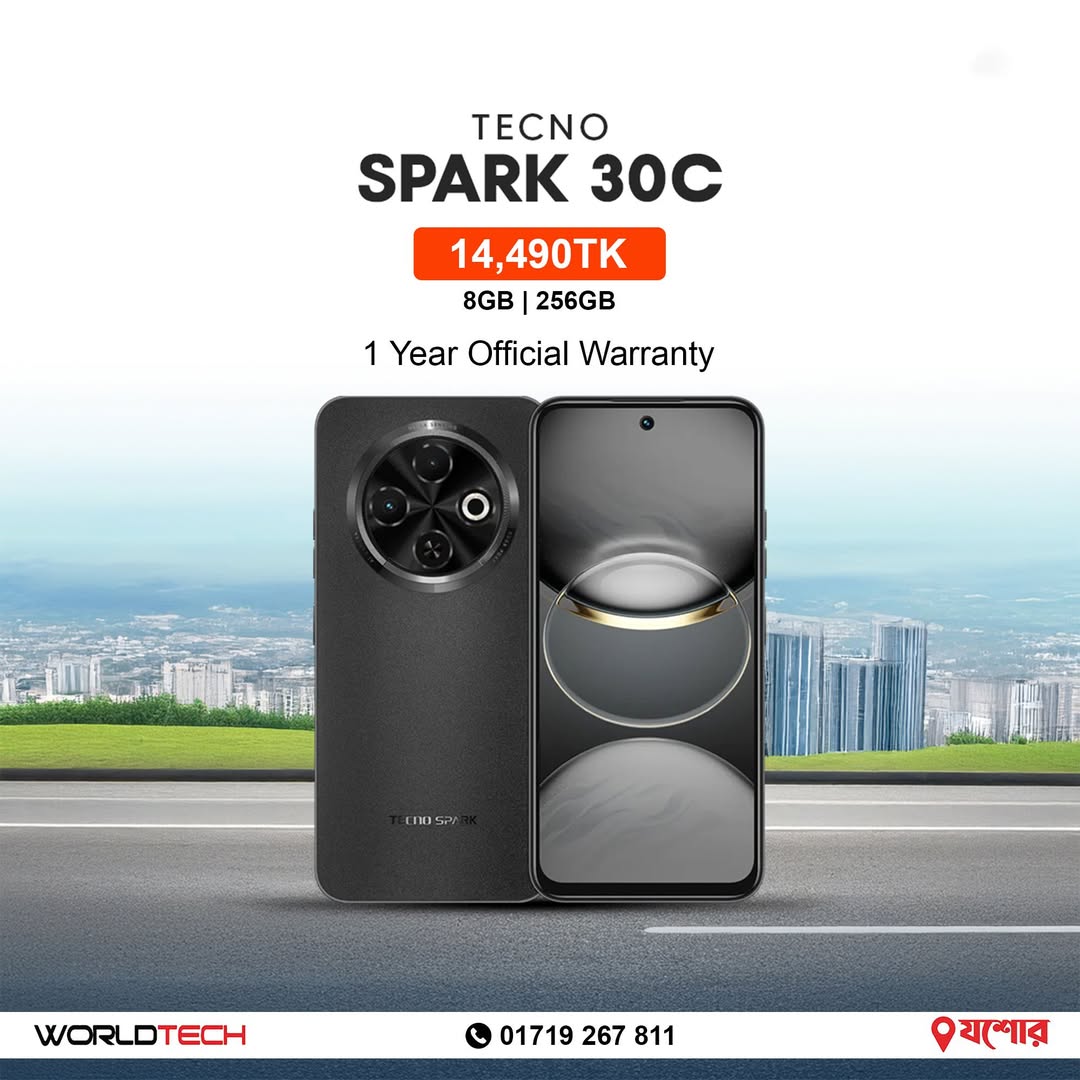 TECNO
SPARK 30C
14,490TK
8GB | 256GB
1 Year Official Warranty
TECNO SPARK
WORLDTECH
01719 267 811
যশোর